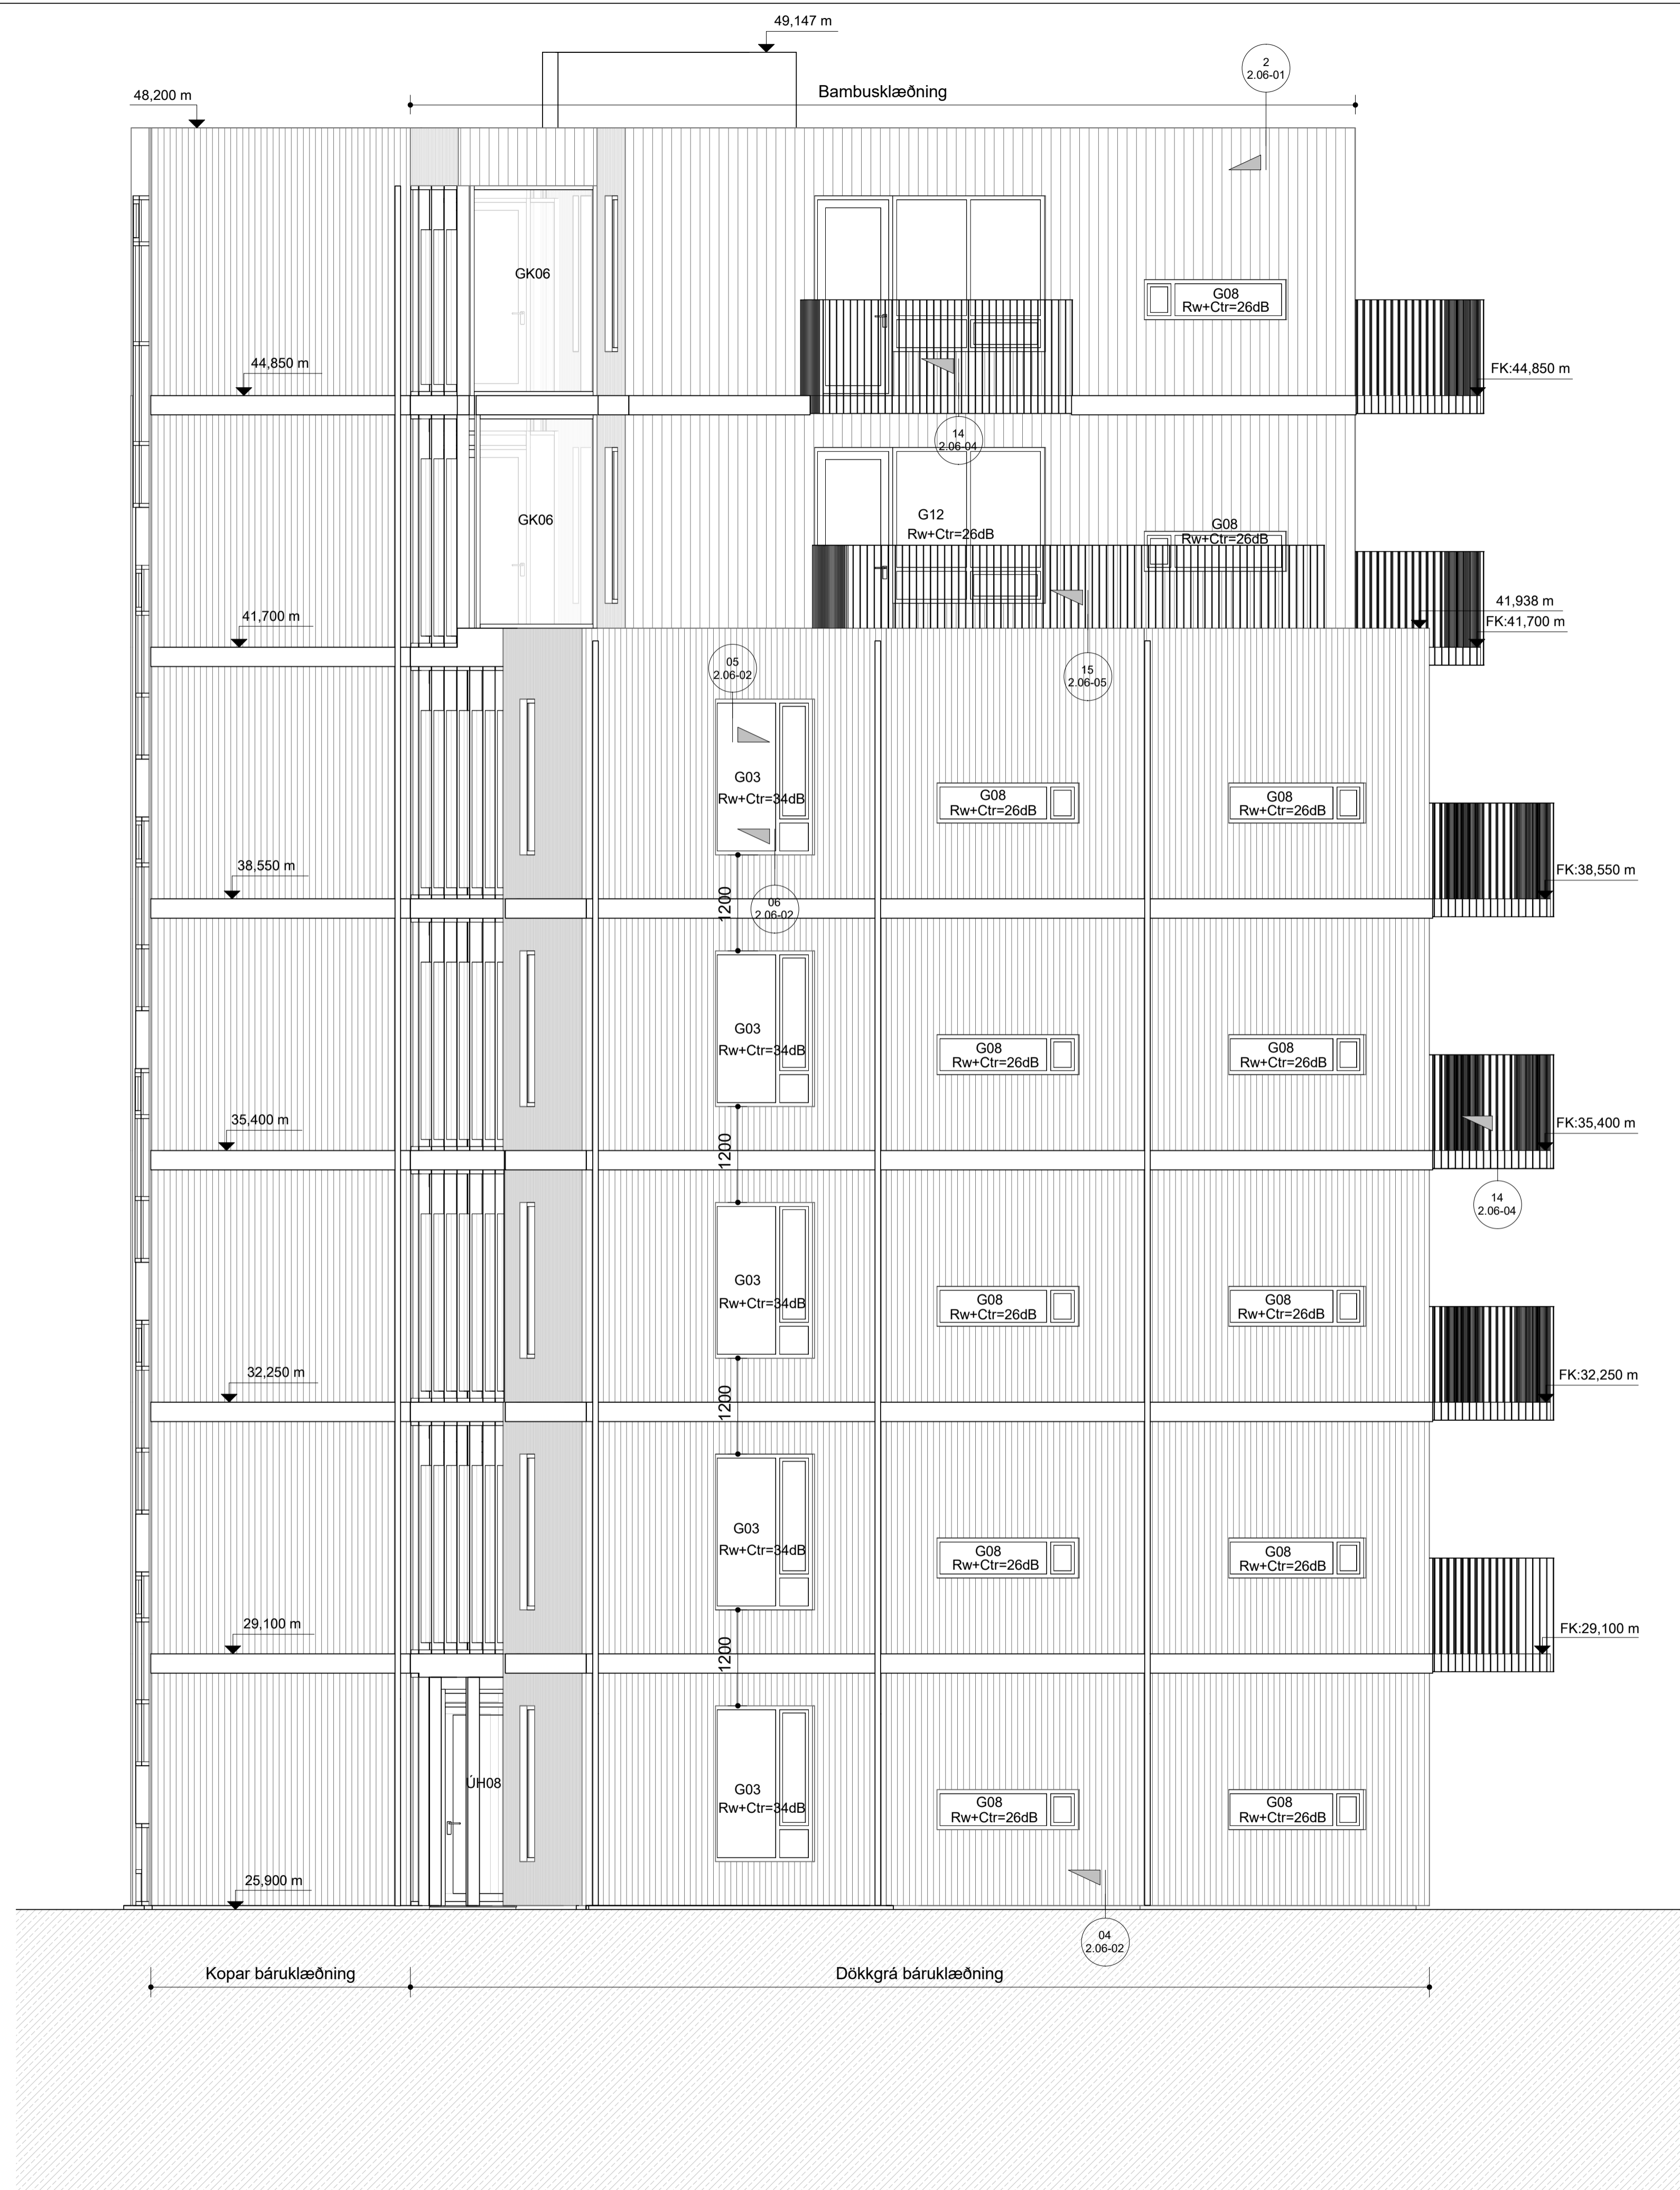 49,147 m
2
2.06-01
48,200 m
Bambusklæðning
GK06
G08
Rw+Ctr=26dB
44,850 m
FK:44,850 m
14
2.06-04
GK06
G12
Rw+Ctr=26dB
G08
Rw+Ctr=26dB
41,938 m
41,700 m
FK:41,700 m
05
2.06-02
15
2.06-05
G03
Rw+Ctr=34dB
G08
Rw+Ctr=26dB
G08
Rw+Ctr=26dB
38,550 m
FK:38,550 m
1200
06
2.06-02
G03
Rw+Ctr=34dB
G08
Rw+Ctr=26dB
G08
Rw+Ctr=26dB
35,400 m
FK:35,400 m
1200
14
2.06-04
G03
Rw+Ctr=34dB
G08
Rw+Ctr=26dB
G08
Rw+Ctr=26dB
32,250 m
FK:32,250 m
1200
G03
Rw+Ctr=34dB
G08
Rw+Ctr=26dB
G08
Rw+Ctr=26dB
29,100 m
FK:29,100 m
1200
ÚH08
G03
Rw+Ctr=34dB
G08
Rw+Ctr=26dB
G08
Rw+Ctr=26dB
25,900 m
04
2.06-02
Kopar báruklæðning
Dökkgrá báruklæðning